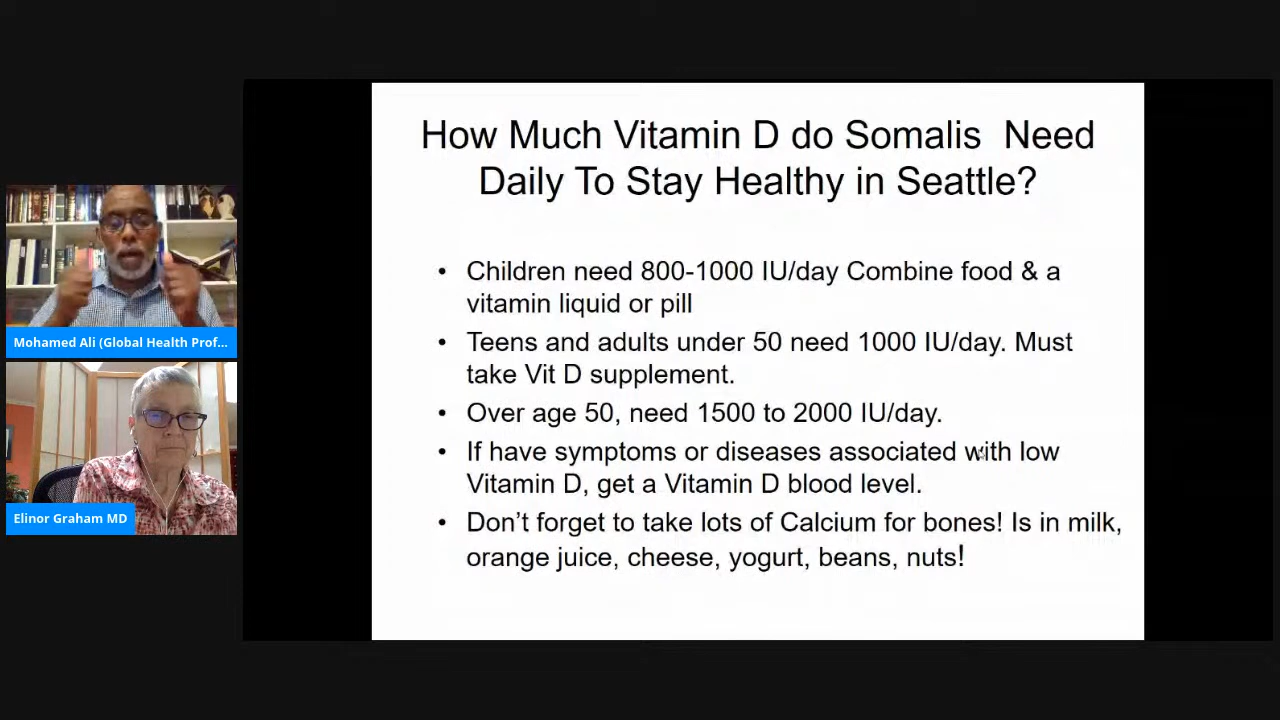 How Much Vitamin D do Somalis Need
Daily To Stay Healthy in Seattle?
• Children need 800-1000 IU/day Combine food & a
vitamin liquid or pill
• Teens and adults under 50 need 1000 IU/day. Must
take Vit D supplement.
• Over age 50, need 1500 to 2000 IU/day.
• If have symptoms or diseases associated with low
Vitamin D, get a Vitamin D blood level.
• Don't forget to take lots of Calcium for bones! Is in milk,
orange juice, cheese, yogurt, beans, nuts!
Mohamed Ali (Global Health Prof...
Elinor Graham MD